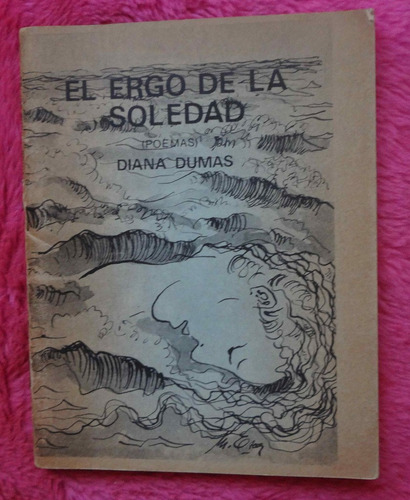 EL ERGO DE LA
SOLEDAD
(POEMAS)
DIANA DUMAS